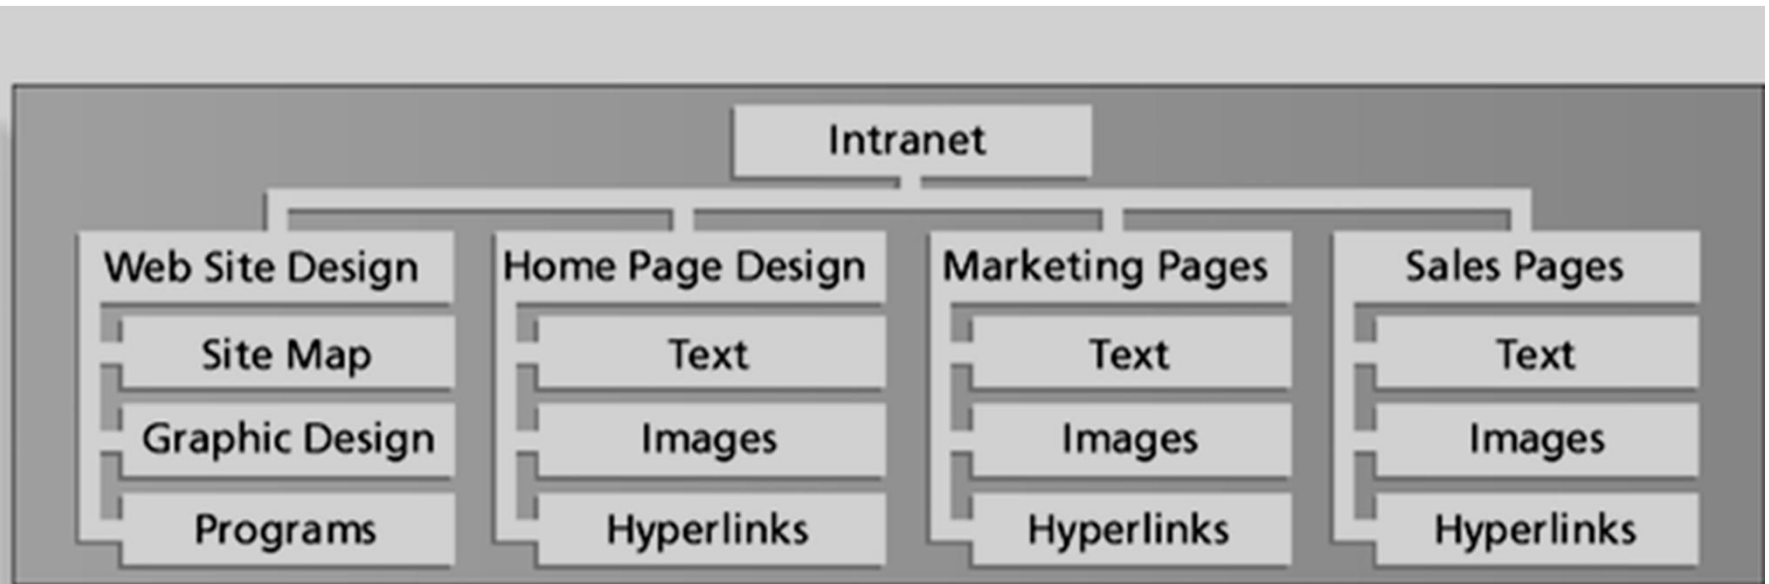 Intranet
Web Site Design
Site Map
Graphic Design
Programs
Home Page Design
Text
Images
Hyperlinks
Marketing Pages
Text
Images
Hyperlinks
Sales Pages
Text
Images
Hyperlinks